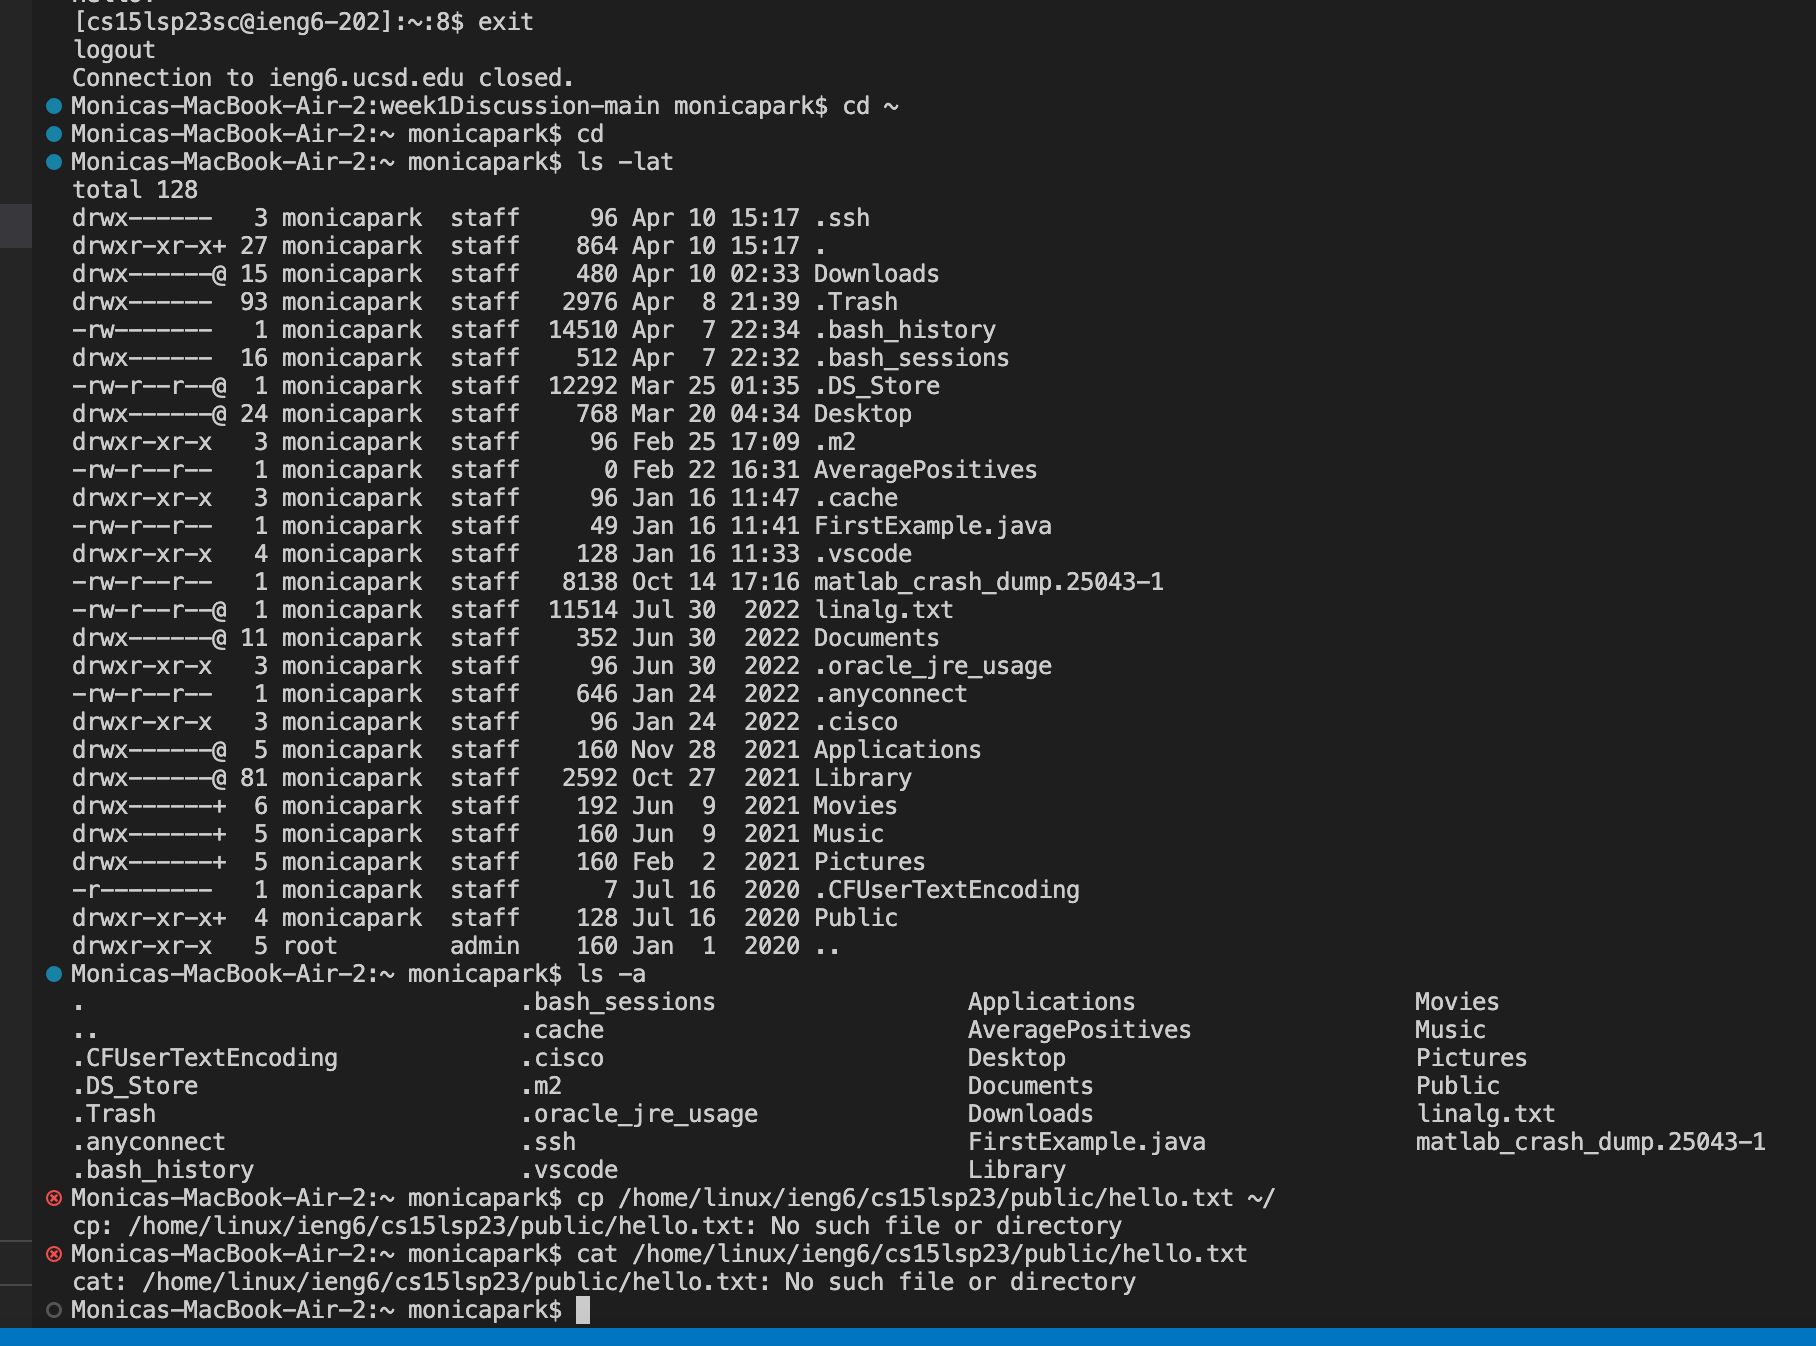 [cs15lsp23sc@ieng6-202]:~:8$ exit
logout
Connection to ieng6.ucsd.edu closed.
Monicas-MacBook-Air-2:week1Discussion-main monicapark$ cd ~
Monicas-MacBook-Air-2:~ monicapark$ cd
Monicas-MacBook-Air-2:~ monicapark$ ls -lat
total 128
drwx------   3 monicapark  staff     96 Apr 10 15:17 .ssh
drwxr-xr-x+ 27 monicapark  staff    864 Apr 10 15:17 .
drwx------@ 15 monicapark  staff    480 Apr 10 02:33 Downloads
drwx------  93 monicapark  staff   2976 Apr  8 21:39 .Trash
-rw-------   1 monicapark  staff  14510 Apr  7 22:34 .bash_history
drwx------  16 monicapark  staff    512 Apr  7 22:32 .bash_sessions
-rw-r--r--@  1 monicapark  staff  12292 Mar 25 01:35 .DS_Store
drwx------@ 24 monicapark  staff    768 Mar 20 04:34 Desktop
drwxr-xr-x   3 monicapark  staff     96 Feb 25 17:09 .m2
-rw-r--r--   1 monicapark  staff      0 Feb 22 16:31 AveragePositives
drwxr-xr-x   3 monicapark  staff     96 Jan 16 11:47 .cache
-rw-r--r--   1 monicapark  staff     49 Jan 16 11:41 FirstExample.java
drwxr-xr-x   4 monicapark  staff    128 Jan 16 11:33 .vscode
-rw-r--r--   1 monicapark  staff   8138 Oct 14 17:16 matlab_crash_dump.25043-1
-rw-r--r--@  1 monicapark  staff  11514 Jul 30  2022 linalg.txt
drwx------@ 11 monicapark  staff    352 Jun 30  2022 Documents
drwxr-xr-x   3 monicapark  staff     96 Jun 30  2022 .oracle_jre_usage
-rw-r--r--   1 monicapark  staff    646 Jan 24  2022 .anyconnect
drwxr-xr-x   3 monicapark  staff     96 Jan 24  2022 .cisco
drwx------@  5 monicapark  staff    160 Nov 28  2021 Applications
drwx------@ 81 monicapark  staff   2592 Oct 27  2021 Library
drwx------+  6 monicapark  staff    192 Jun  9  2021 Movies
drwx------+  5 monicapark  staff    160 Jun  9  2021 Music
drwx------+  5 monicapark  staff    160 Feb  2  2021 Pictures
-r--------   1 monicapark  staff      7 Jul 16  2020 .CFUserTextEncoding
drwxr-xr-x+  4 monicapark  staff    128 Jul 16  2020 Public
drwxr-xr-x   5 root        admin    160 Jan  1  2020 ..
Monicas-MacBook-Air-2:~ monicapark$ ls -a
.                               .bash_sessions                  Applications                    Movies
..                              .cache                          AveragePositives                Music
.CFUserTextEncoding             .cisco                          Desktop                         Pictures
.DS_Store                       .m2                             Documents                       Public
.Trash                          .oracle_jre_usage               Downloads                       linalg.txt
.anyconnect                     .ssh                            FirstExample.java               matlab_crash_dump.25043-1
.bash_history                   .vscode                         Library
Monicas-MacBook-Air-2:~ monicapark$ cp /home/linux/ieng6/cs15lsp23/public/hello.txt ~/
cp: /home/linux/ieng6/cs15lsp23/public/hello.txt: No such file or directory
Monicas-MacBook-Air-2:~ monicapark$ cat /home/linux/ieng6/cs15lsp23/public/hello.txt
cat: /home/linux/ieng6/cs15lsp23/public/hello.txt: No such file or directory
Monicas-MacBook-Air-2:~ monicapark$